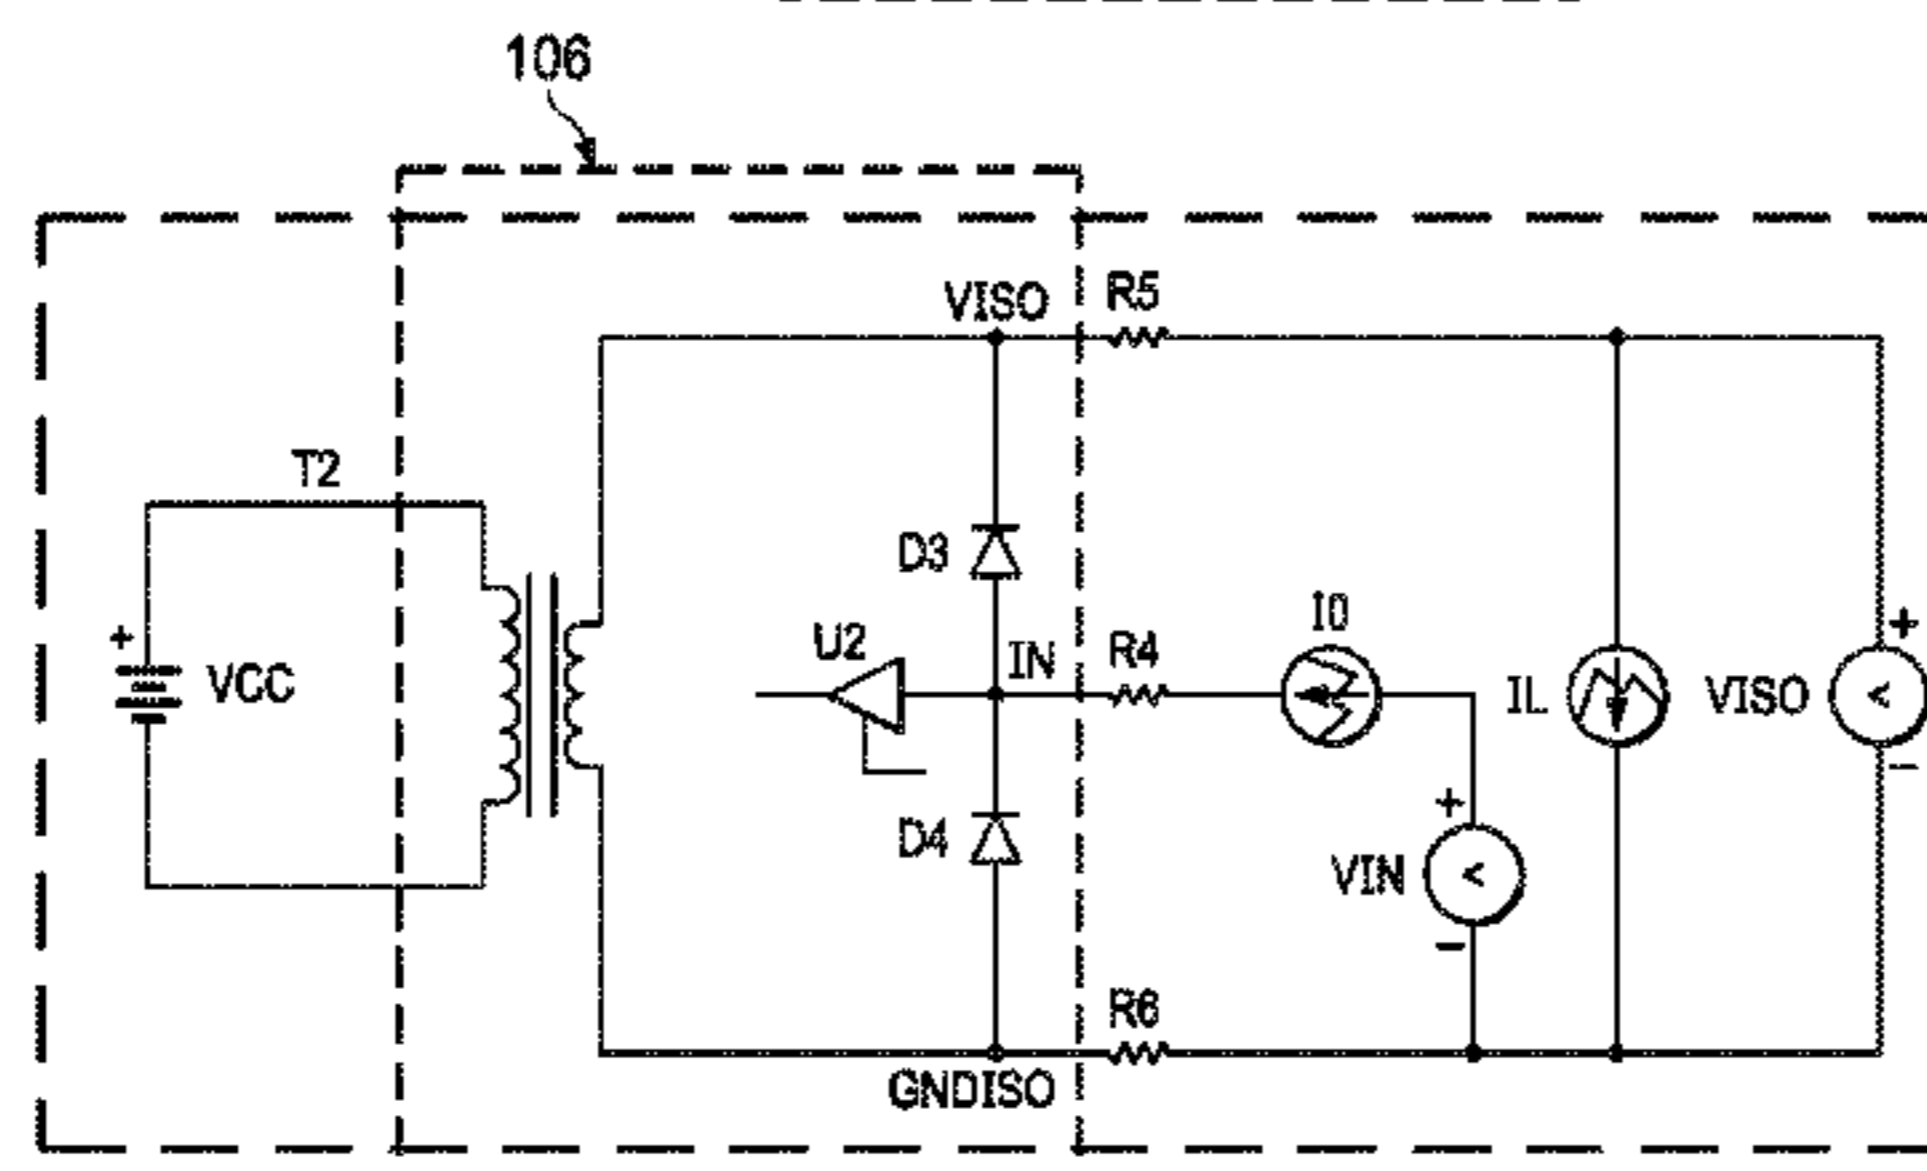 106
VISO
R5
T2
D3
I0
U2
IN
R4
+
+
VCC
IL
VISO
<
−
+
D4
VIN
<
−
R6
GNDISO